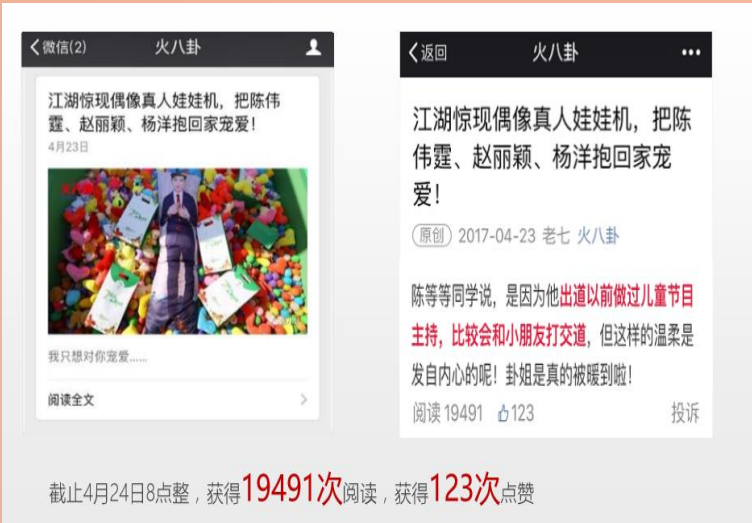 微信(2)
火八卦
江湖惊现偶像真人娃娃机，把陈伟
霆、赵丽颖、杨洋抱回家宠爱！
4月23日
我只想对你宠爱……
阅读全文
返回
火八卦
江湖惊现偶像真人娃娃机，把陈
伟霆、赵丽颖、杨洋抱回家宠
爱！
原创 2017-04-23 老七 火八卦
陈等等同学说，是因为他出道以前做过儿童节目
主持，比较会和小朋友打交道，但这样的温柔是
发自内心的呢！卦姐是真的被暖到啦！
阅读 19491 123 投诉
截止4月24日8点整，获得19491次阅读，获得123次点赞